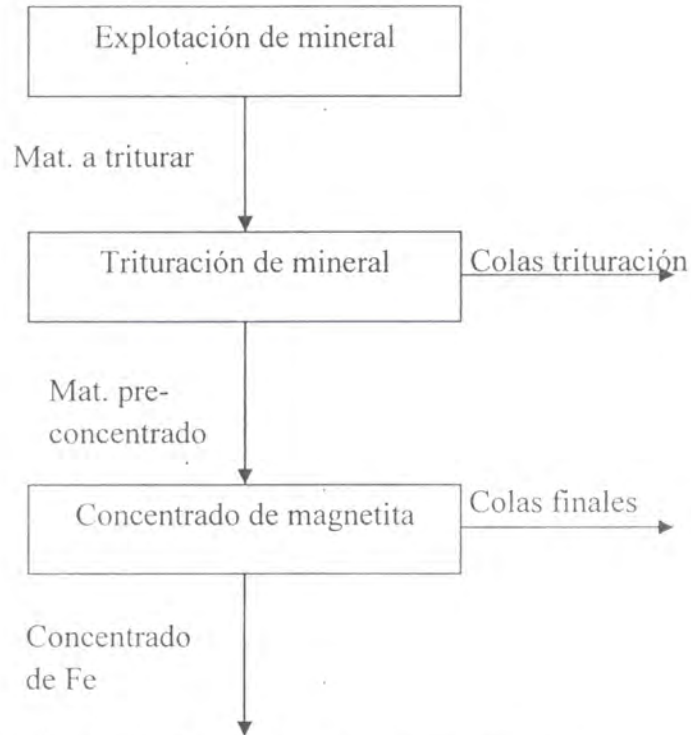 Explotación de mineral
Mat. a triturar
Trituración de mineral
Colas trituración
Mat. pre-
concentrado
Concentrado de magnetita
Colas finales
Concentrado
de Fe